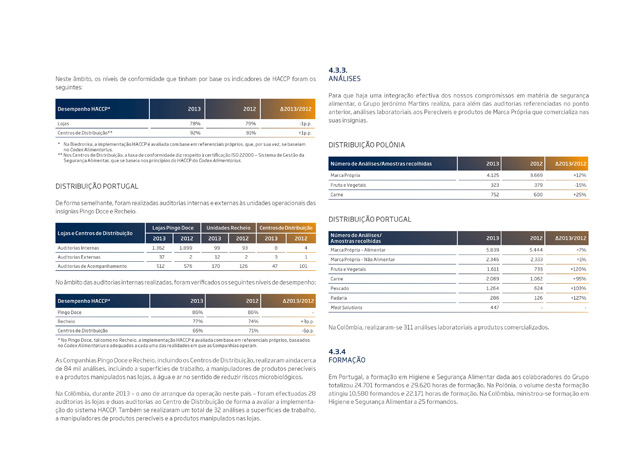 Neste âmbito, os níveis de conformidade que tinham por base os indicadores de HACCP foram os
seguintes:
Desempenho HACCP* 2013 2012 Δ2013/2012
Lojas 78% 79% -1p.p.
Centros de Distribuição** 92% 91% +1p.p.
* Na Biedronka, a implementação HACCP é avaliada com base em referenciais próprios, que, por sua vez, se baseiam
no Codex Alimentarius.
** Nos Centros de Distribuição, a taxa de conformidade diz respeito à certificação ISO 22000 – Sistema de Gestão da
Segurança Alimentar, que se baseia nos princípios do HACCP do Codex Alimentarius.
DISTRIBUIÇÃO PORTUGAL
De forma semelhante, foram realizadas auditorias internas e externas às unidades operacionais das
insígnias Pingo Doce e Recheio.
Lojas e Centros de Distribuição Lojas Pingo Doce Unidades Recheio Centros de Distribuição
2013 2012 2013 2012 2013 2012
Auditorias Internas 1.362 1.099 99 93 8 4
Auditorias Externas 37 2 12 2 3 1
Auditorias de Acompanhamento 512 576 170 126 47 101
No âmbito das auditorias internas realizadas, foram verificados os seguintes níveis de desempenho:
Desempenho HACCP* 2013 2012 Δ2013/2012
Pingo Doce 86% 86% -
Recheio 77% 74% +3p.p.
Centros de Distribuição 66% 71% -5p.p.
* No Pingo Doce, tal como no Recheio, a implementação HACCP é avaliada com base em referenciais próprios, baseados
no Codex Alimentarius e adequados a cada uma das realidades em que as Companhias operam.
As Companhias Pingo Doce e Recheio, incluindo os Centros de Distribuição, realizaram ainda cerca
de 84 mil análises, incluindo a superfícies de trabalho, a manipuladores de produtos perecíveis
e a produtos manipulados nas lojas, a água e ar no sentido de reduzir riscos microbiológicos.
Na Colômbia, durante 2013 – o ano de arranque da operação neste país – foram efectuadas 28
auditorias às lojas e duas auditorias ao Centro de Distribuição de forma a avaliar a implementa-
ção do sistema HACCP. Também se realizaram um total de 32 análises a superfícies de trabalho,
a manipuladores de produtos perecíveis e a produtos manipulados nas lojas.
4.3.3.
ANÁLISES
Para que haja uma integração efectiva dos nossos compromissos em matéria de segurança
alimentar, o Grupo Jerónimo Martins realiza, para além das auditorias referenciadas no ponto
anterior, análises laboratoriais aos Perecíveis e produtos de Marca Própria que comercializa nas
suas insígnias.
DISTRIBUIÇÃO POLÓNIA
Número de Análises/Amostras recolhidas 2013 2012 Δ2013/2012
Marca Própria 4.125 3.669 +12%
Fruta e Vegetais 323 379 -15%
Carne 752 600 +25%
DISTRIBUIÇÃO PORTUGAL
Número de Análises/
Amostras recolhidas 2013 2012 Δ2013/2012
Marca Própria - Alimentar 5.839 5.444 +7%
Marca Própria - Não Alimentar 2.346 2.333 +1%
Fruta e Vegetais 1.611 733 +120%
Carne 2.069 1.062 +95%
Pescado 1.264 624 +103%
Padaria 286 126 +127%
Meal Solutions 447 - -
Na Colômbia, realizaram-se 311 análises laboratoriais a produtos comercializados.
4.3.4
FORMAÇÃO
Em Portugal, a formação em Higiene e Segurança Alimentar dada aos colaboradores do Grupo
totalizou 24.701 formandos e 29.620 horas de formação. Na Polónia, o volume desta formação
atingiu 10.580 formandos e 22.171 horas de formação. Na Colômbia, ministrou-se formação em
Higiene e Segurança Alimentar a 25 formandos.